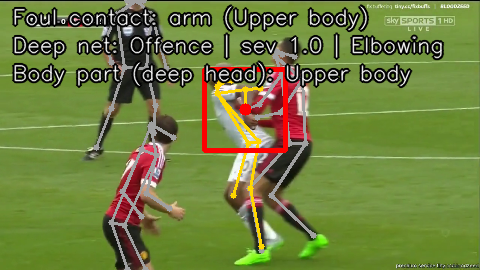 Foul-contact: arm (Upper body)
Deep net: Offence | sev 1.0 | Elbowing
Body part (deep head): Upper body
sky SPORTS 1 HD
LIVE